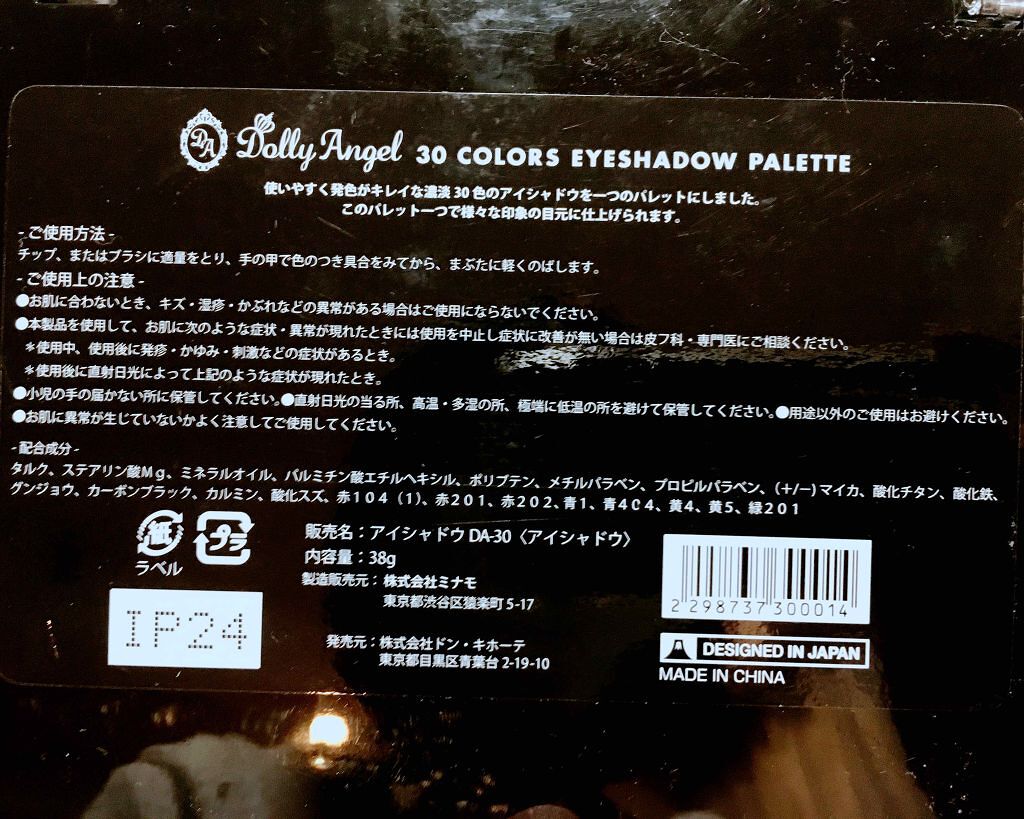 DA Dolly Angel 30 COLORS EYESHADOW PALETTE
使いやすく発色がキレイな濃淡30色のアイシャドウを一つのパレットにしました。
このパレット一つで様々な印象の目元に仕上げられます。
-ご使用方法-
チップ、またはブラシに適量をとり、手の甲で色のつき具合をみてから、まぶたに軽くのばします。
-ご使用上の注意-
●お肌に合わないとき、キズ・湿疹・かぶれなどの異常がある場合はご使用にならないでください。
●本製品を使用して、お肌に次のような症状・異常が現れたときには使用を中止し症状に改善が無い場合は皮フ科・専門医にご相談ください。
＊使用中、使用後に発疹・かゆみ・刺激などの症状があるとき。
＊使用後に直射日光によって上記のような症状が現れたとき。
●小児の手の届かない所に保管してください。●直射日光の当る所、高温・多湿の所、極端に低温の所を避けて保管してください。●用途以外のご使用はお避けください。
●お肌に異常が生じていないかよく注意してご使用してください。
-配合成分-
タルク、ステアリン酸Mg、ミネラルオイル、パルミチン酸エチルヘキシル、ポリブテン、メチルパラベン、プロピルパラベン、(+/−)マイカ、酸化チタン、酸化鉄、
グンジョウ、カーボンブラック、カルミン、酸化スズ、赤104（1）、赤201、赤202、青1、青404、黄4、黄5、緑201
紙 プラ
ラベル
販売名：アイシャドウ DA-30〈アイシャドウ〉
内容量：38g
製造販売元：株式会社ミナモ
東京都渋谷区猿楽町 5-17
発売元：株式会社ドン・キホーテ
東京都目黒区青葉台 2-19-10
IP24
2 298737 300014
DESIGNED IN JAPAN
MADE IN CHINA